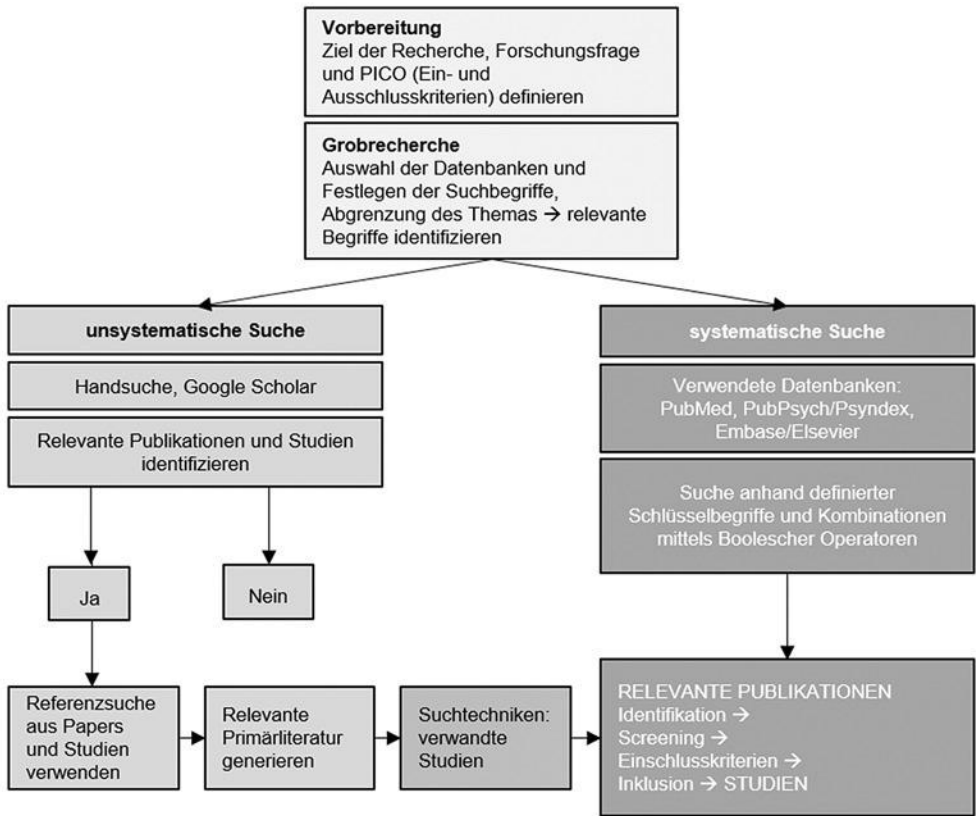 Vorbereitung
Ziel der Recherche, Forschungsfrage
und PICO (Ein- und
Ausschlusskriterien) definieren
Grobrecherche
Auswahl der Datenbanken und
Festlegen der Suchbegriffe,
Abgrenzung des Themas → relevante
Begriffe identifizieren
unsystematische Suche
Handsuche, Google Scholar
Relevante Publikationen und Studien
identifizieren
Ja
Nein
Referenzsuche
aus Papers
und Studien
verwenden
Relevante
Primärliteratur
generieren
Suchtechniken:
verwandte
Studien
systematische Suche
Verwendete Datenbanken:
PubMed, PubPsych/Psyndex,
Embase/Elsevier
Suche anhand definierter
Schlüsselbegriffe und Kombinationen
mittels Boolescher Operatoren
RELEVANTE PUBLIKATIONEN
Identifikation →
Screening →
Einschlusskriterien →
Inklusion → STUDIEN